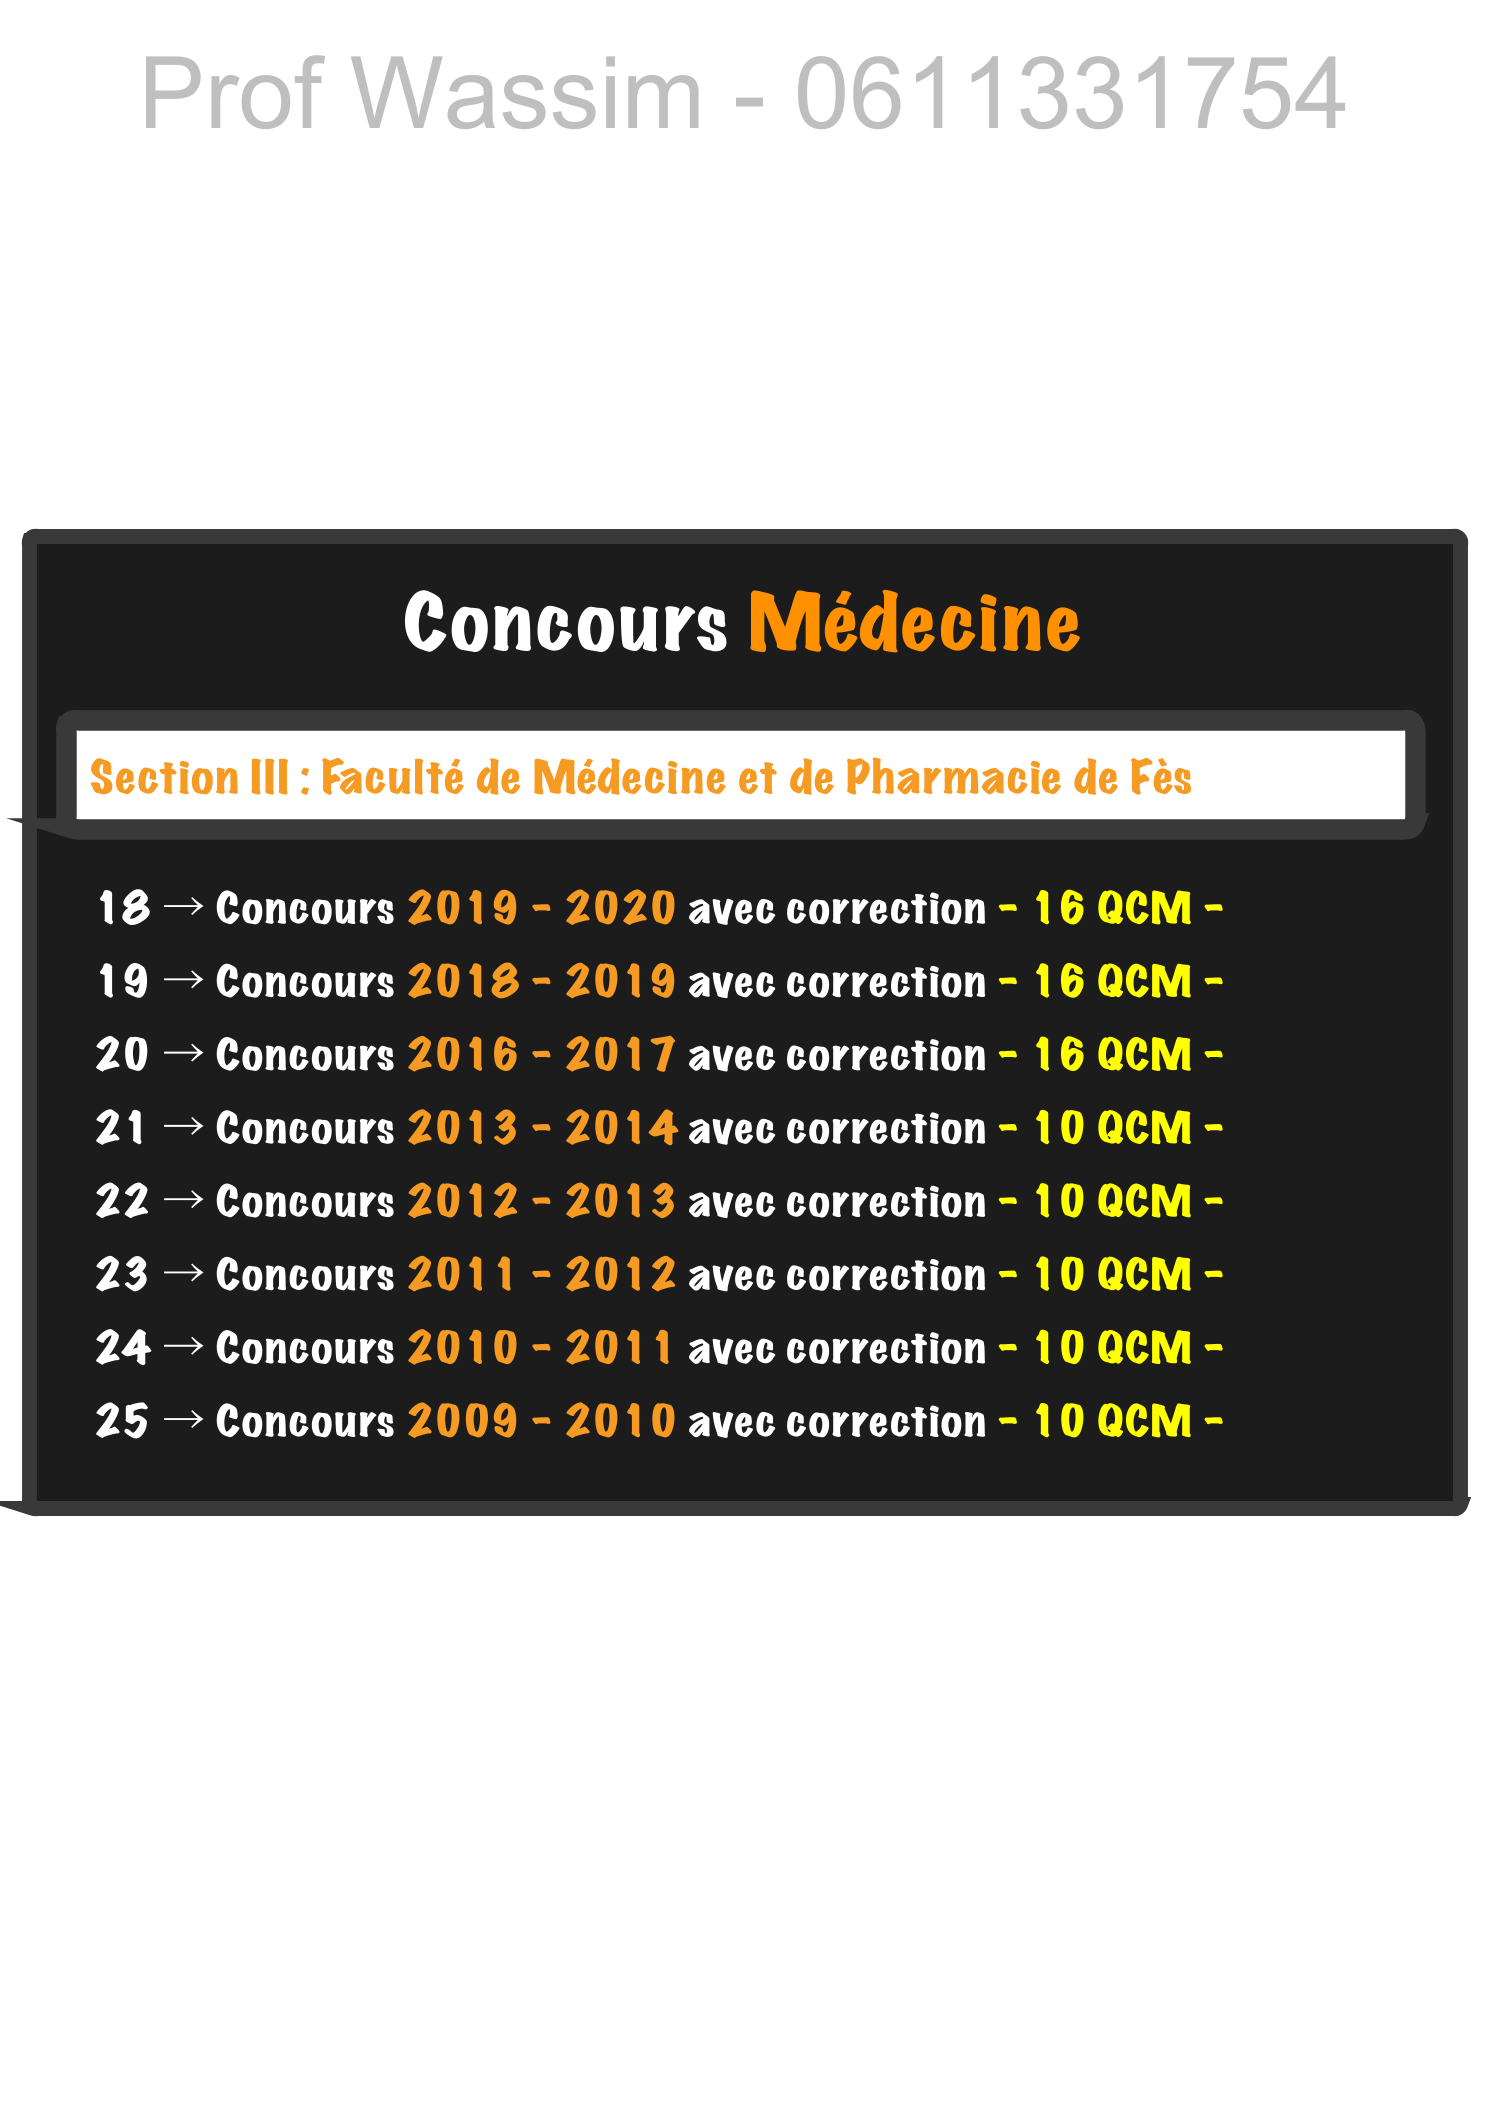 Prof Wassim - 0611331754
Concours Médecine
Section III : Faculté de Médecine et de Pharmacie de Fès
18 → Concours 2019 - 2020 avec correction - 16 QCM -
19 → Concours 2018 - 2019 avec correction - 16 QCM -
20 → Concours 2016 - 2017 avec correction - 16 QCM -
21 → Concours 2013 - 2014 avec correction - 10 QCM -
22 → Concours 2012 - 2013 avec correction - 10 QCM -
23 → Concours 2011 - 2012 avec correction - 10 QCM -
24 → Concours 2010 - 2011 avec correction - 10 QCM -
25 → Concours 2009 - 2010 avec correction - 10 QCM -